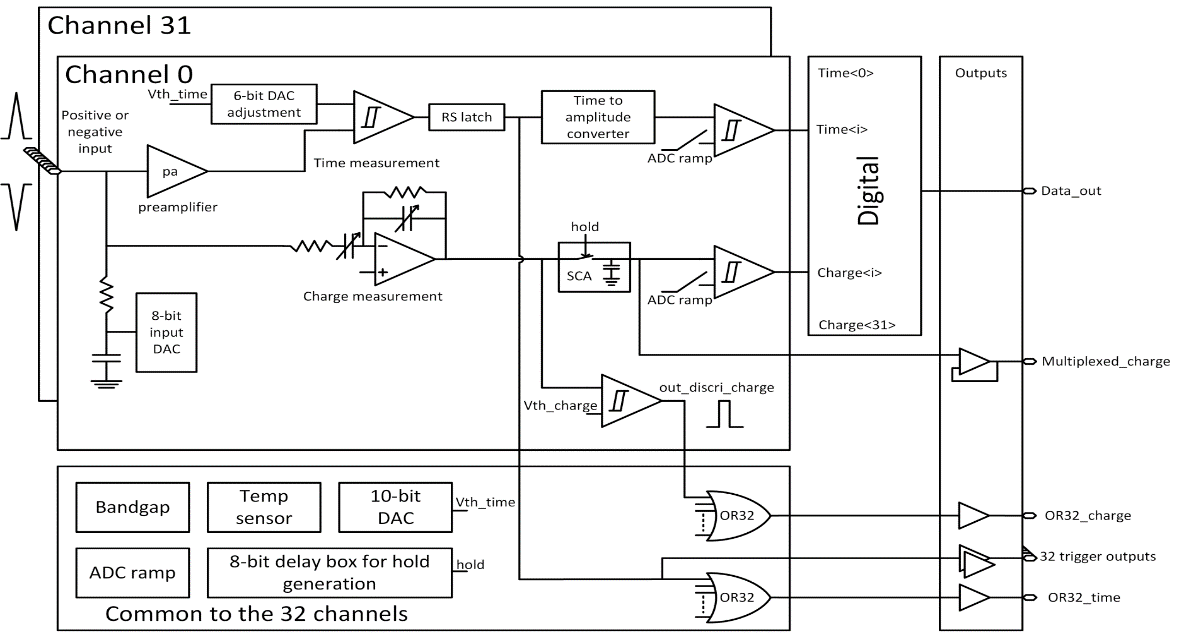 Channel 31
Channel 0
Vth_time
6-bit DAC
adjustment
Positive or
negative
input
pa
preamplifier
Time measurement
RS latch
Time to
amplitude
converter
ADC ramp
Charge measurement
8-bit
input
DAC
hold
SCA
ADC ramp
Vth_charge
out_discri_charge
Time<0>
Time<i>
Digital
Charge<i>
Charge<31>
Outputs
Data_out
Multiplexed_charge
OR32_charge
32 trigger outputs
OR32_time
Bandgap
Temp
sensor
10-bit
DAC
Vth_time
ADC ramp
8-bit delay box for hold
generation
hold
OR32
OR32
Common to the 32 channels